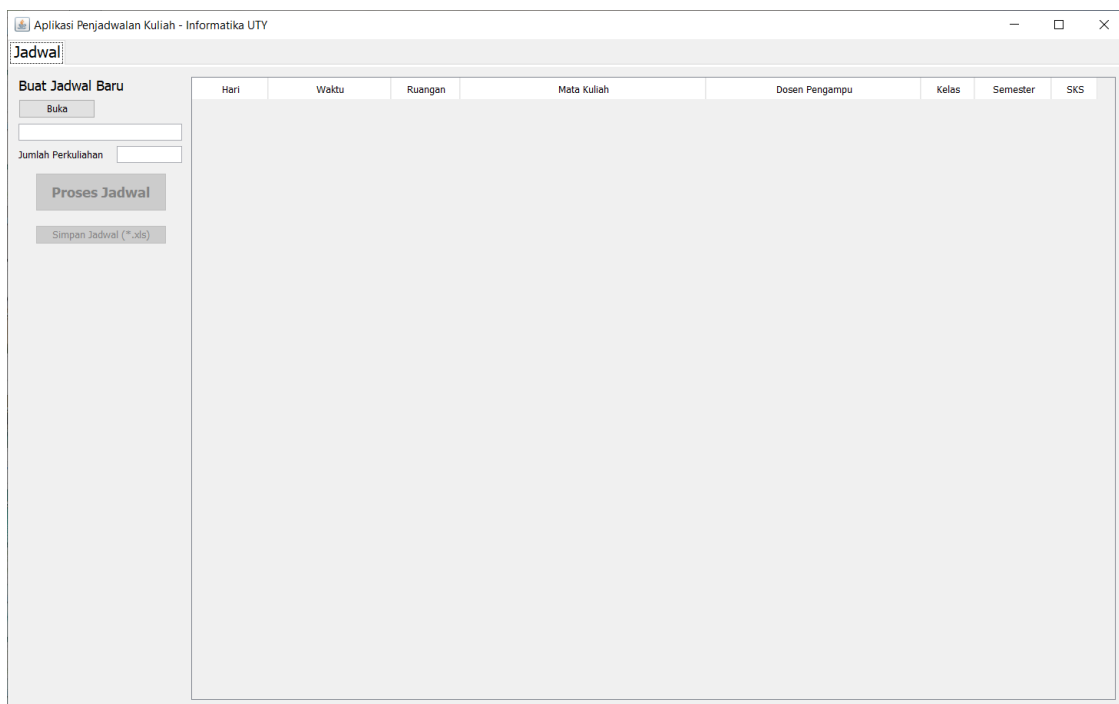 Aplikasi Penjadwalan Kuliah - Informatika UTY
Jadwal
Buat Jadwal Baru
Buka
Jumlah Perkuliahan
Proses Jadwal
Simpan Jadwal (*.xls)
Hari Waktu Ruangan Mata Kuliah Dosen Pengampu Kelas Semester SKS